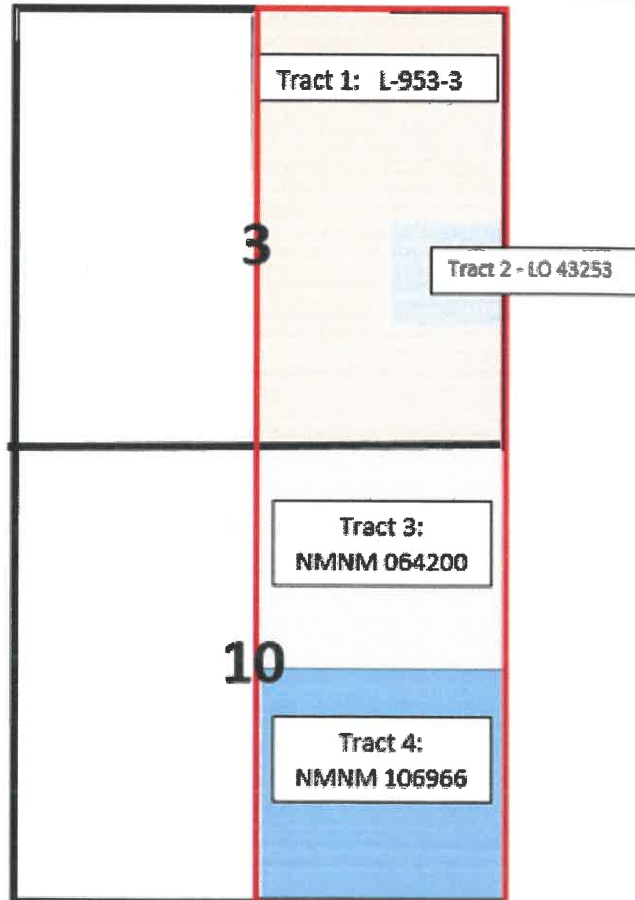 Tract 1: L-953-3
3
Tract 2 - LO 43253
Tract 3:
NMNM 064200
10
Tract 4:
NMNM 106966